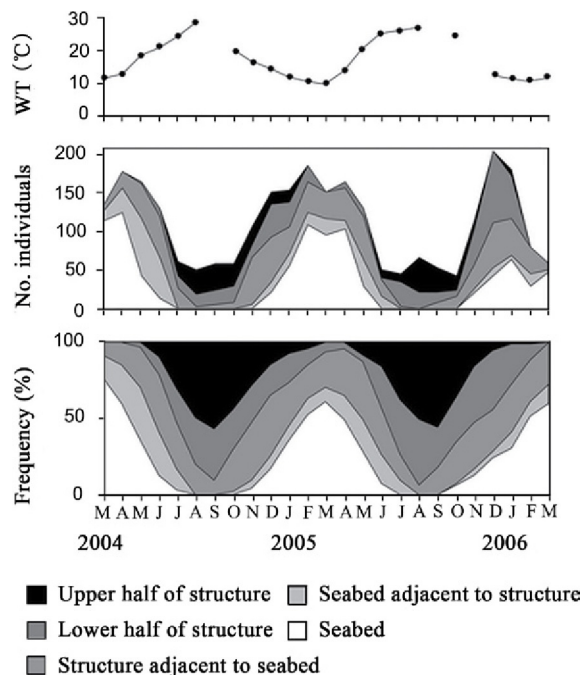 30
20
10
0
WT (℃)
200
150
100
50
0
No. individuals
100
50
0
Frequency (%)
M A M J J A S O N D J F M A M J J A S O N D J F M
2004 2005 2006
Upper half of structure Seabed adjacent to structure
Lower half of structure Seabed
Structure adjacent to seabed